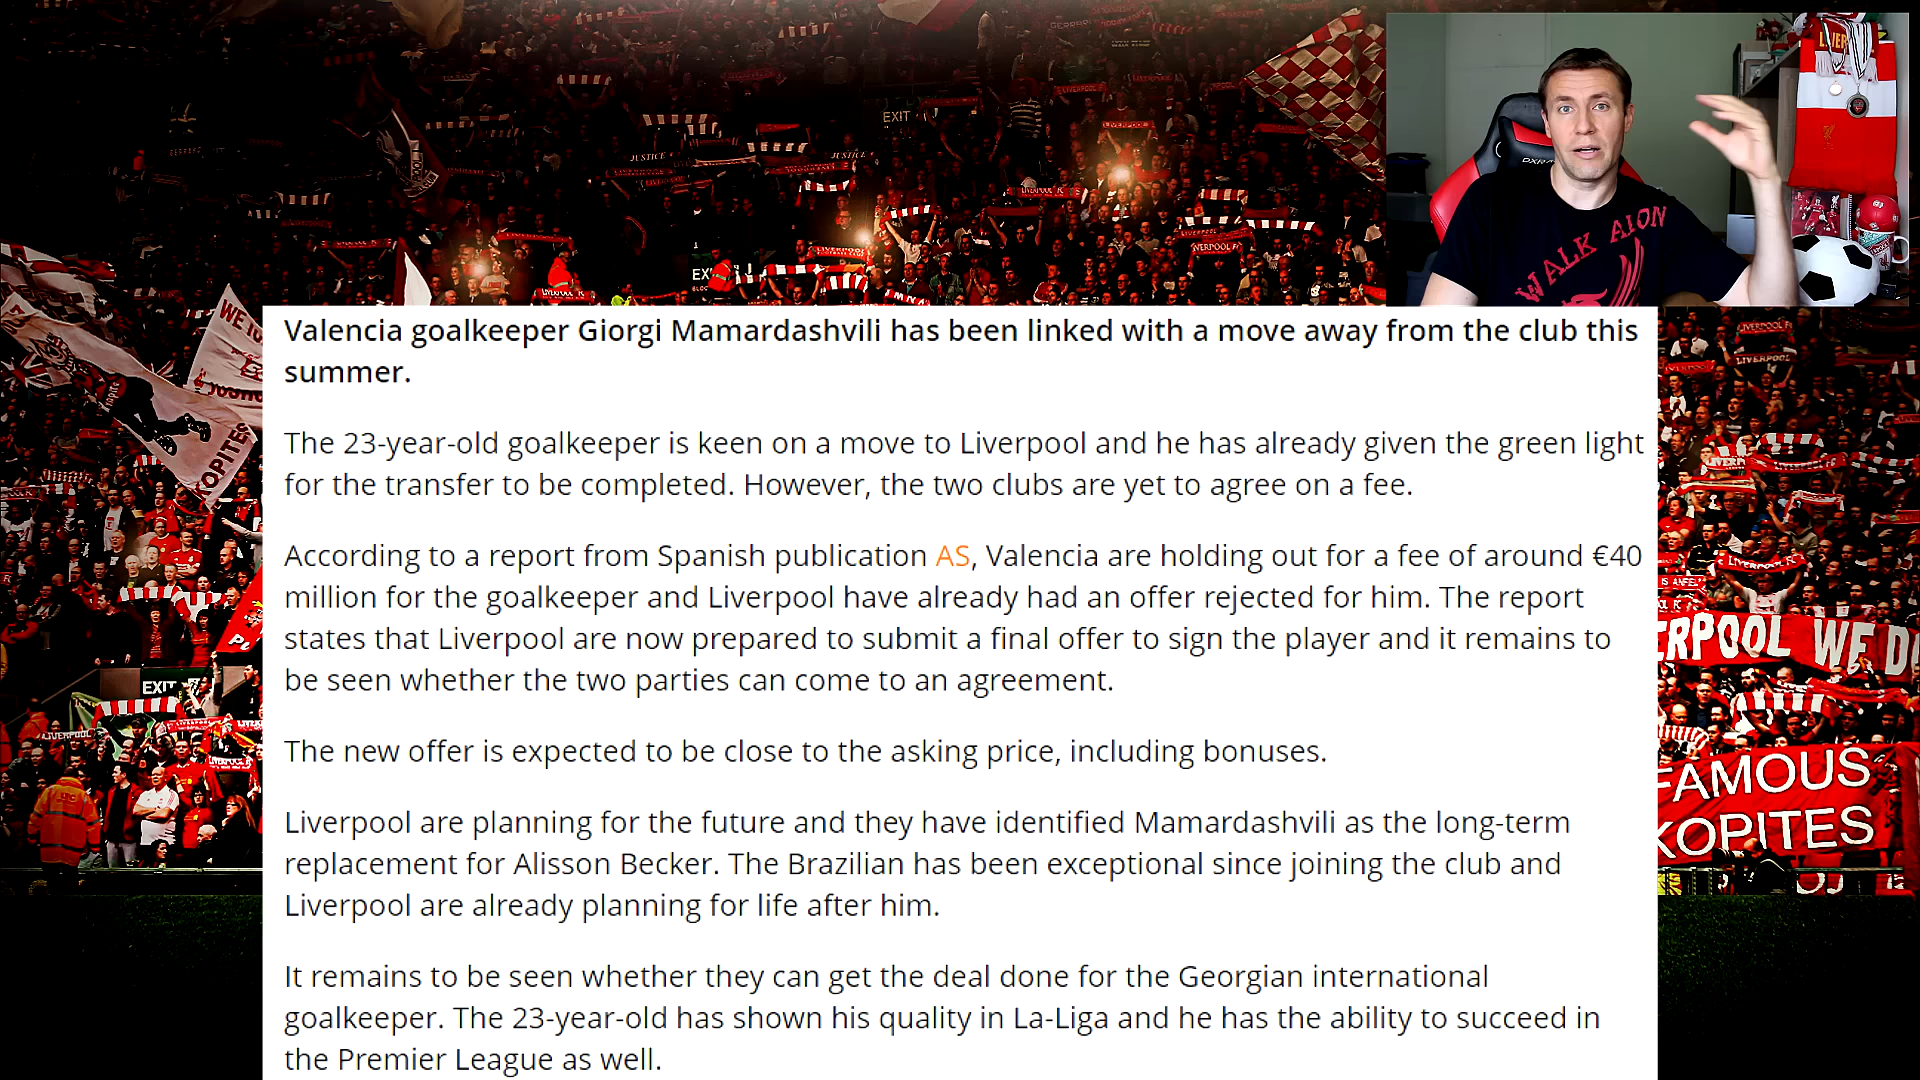 EXIT
JUSTICE
JUSTICE
LIVERPOOL
LIVERPOOL
LIVERPOOL
DXRA
WALK ALON
Valencia goalkeeper Giorgi Mamardashvili has been linked with a move away from the club this
summer.
The 23-year-old goalkeeper is keen on a move to Liverpool and he has already given the green light
for the transfer to be completed. However, the two clubs are yet to agree on a fee.
According to a report from Spanish publication AS, Valencia are holding out for a fee of around €40
million for the goalkeeper and Liverpool have already had an offer rejected for him. The report
states that Liverpool are now prepared to submit a final offer to sign the player and it remains to
be seen whether the two parties can come to an agreement.
The new offer is expected to be close to the asking price, including bonuses.
Liverpool are planning for the future and they have identified Mamardashvili as the long-term
replacement for Alisson Becker. The Brazilian has been exceptional since joining the club and
Liverpool are already planning for life after him.
It remains to be seen whether they can get the deal done for the Georgian international
goalkeeper. The 23-year-old has shown his quality in La-Liga and he has the ability to succeed in
the Premier League as well.
KOPITES
EXIT
LIVERPOOL
ERPOOL WE D
FAMOUS
KOPITES